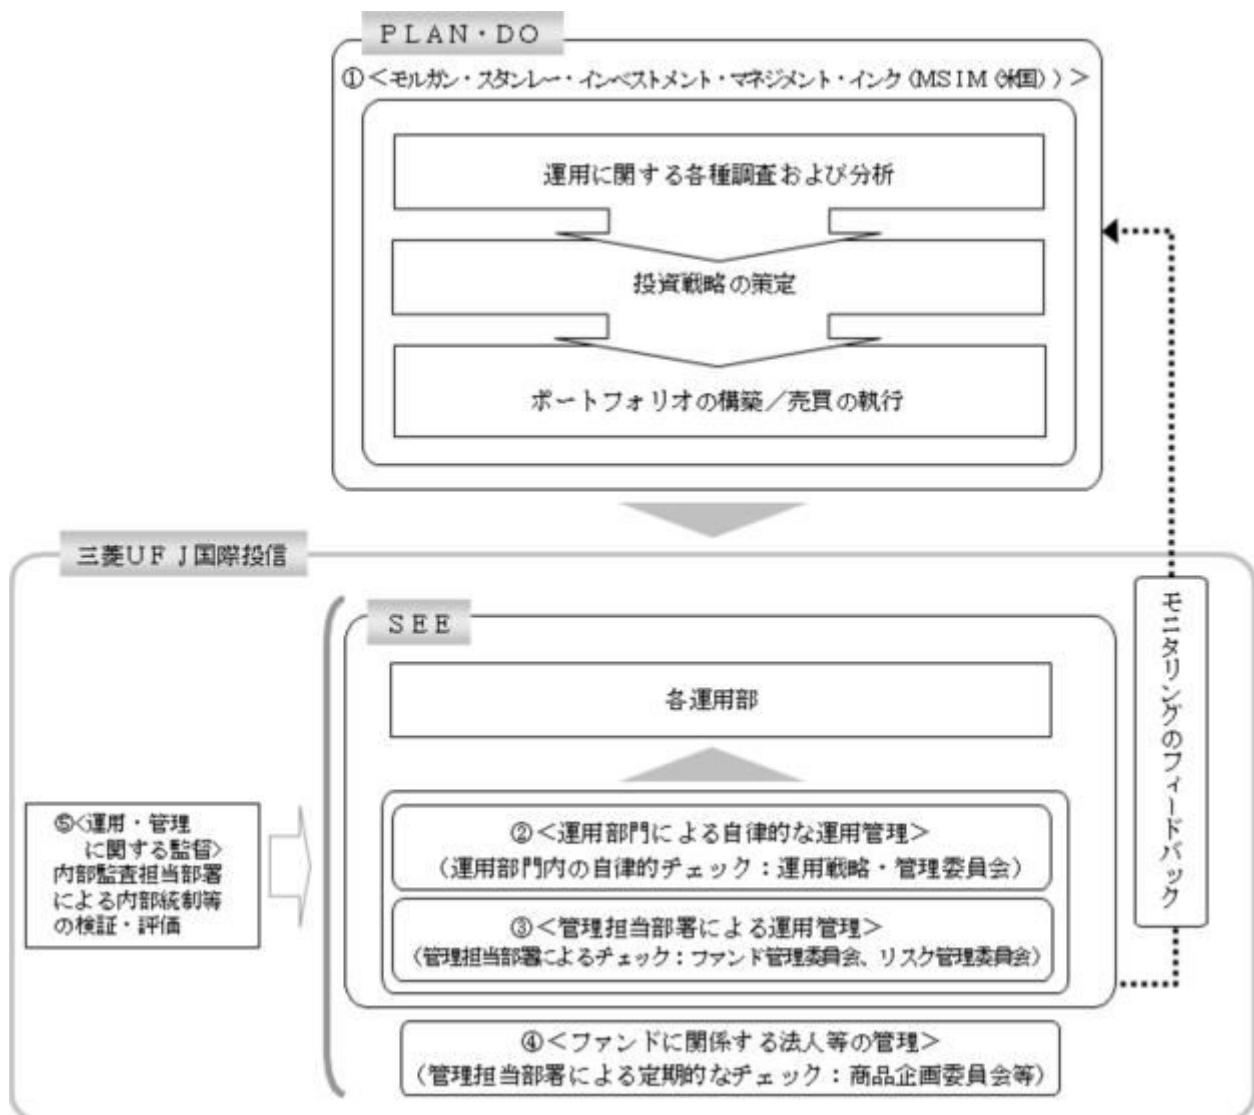 ＰＬＡＮ・ＤＯ
①＜モルガン・スタンレー・インベストメント・マネジメント・インク（ＭＳＩＭ（米国））＞
運用に関する各種調査および分析
投資戦略の策定
ポートフォリオの構築／売買の執行
三菱ＵＦＪ国際投信
ＳＥＥ
各運用部
②＜運用部門による自律的な運用管理＞
（運用部門内の自律的チェック：運用戦略・管理委員会）
③＜管理担当部署による運用管理＞
（管理担当部署によるチェック：ファンド管理委員会、リスク管理委員会）
④＜ファンドに関係する法人等の管理＞
（管理担当部署による定期的なチェック：商品企画委員会等）
⑤＜運用・管理
に関する監督＞
内部監査担当部署
による内部統制等
の検証・評価
モニタリングのフィードバック